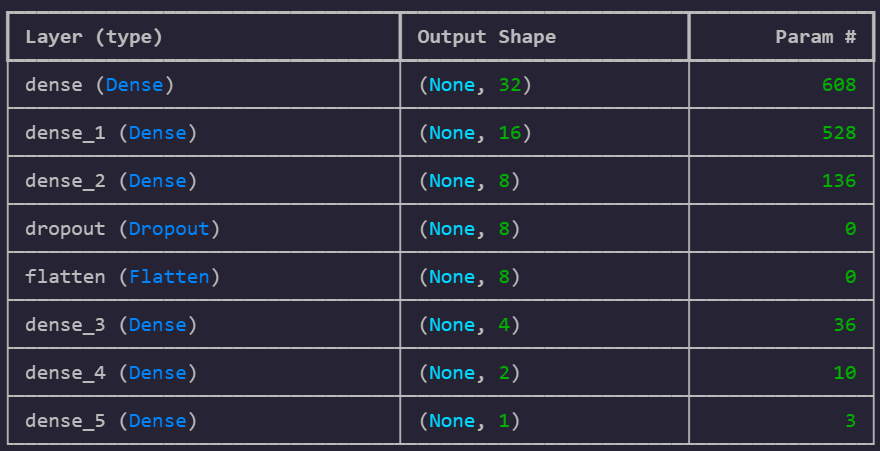 Layer (type) Output Shape Param #
dense (Dense) (None, 32) 608
dense_1 (Dense) (None, 16) 528
dense_2 (Dense) (None, 8) 136
dropout (Dropout) (None, 8) 0
flatten (Flatten) (None, 8) 0
dense_3 (Dense) (None, 4) 36
dense_4 (Dense) (None, 2) 10
dense_5 (Dense) (None, 1) 3